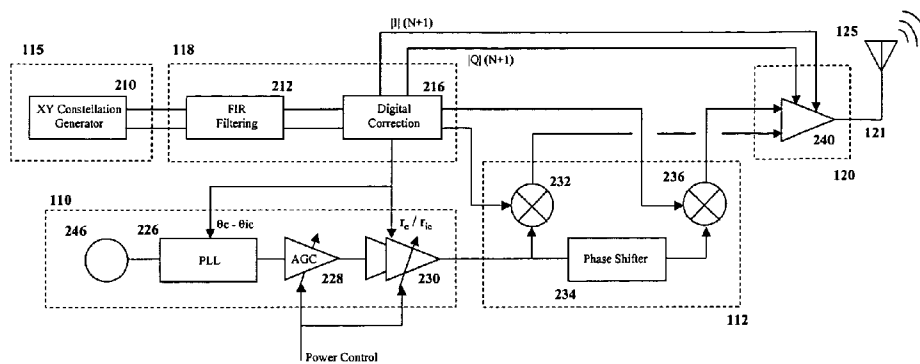 |I| (N+1)
|Q| (N+1)
125
115
118
210
212
216
XY Constellation
Generator
FIR
Filtering
Digital
Correction
240
121
120
232
236
110
θc - θic
rc / ric
246
226
PLL
AGC
228
230
Phase Shifter
234
112
Power Control